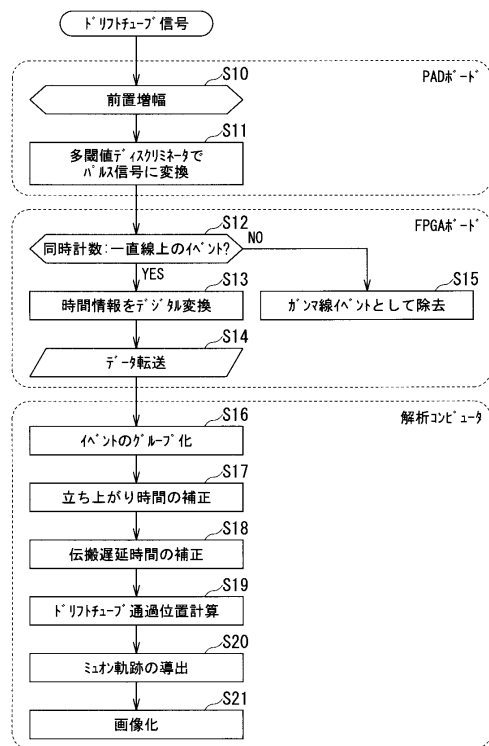 ドリフトチューブ信号
S10
PADボード
前置増幅
S11
多閾値ディスクリミネータで
パルス信号に変換
S12
FPGAボード
同時計数:一直線上のイベント?
NO
YES
S13
S15
時間情報をデジタル変換
ガンマ線イベントとして除去
S14
データ転送
S16
解析コンピュータ
イベントのグループ化
S17
立ち上がり時間の補正
S18
伝搬遅延時間の補正
S19
ドリフトチューブ通過位置計算
S20
ミュオン軌跡の導出
S21
画像化